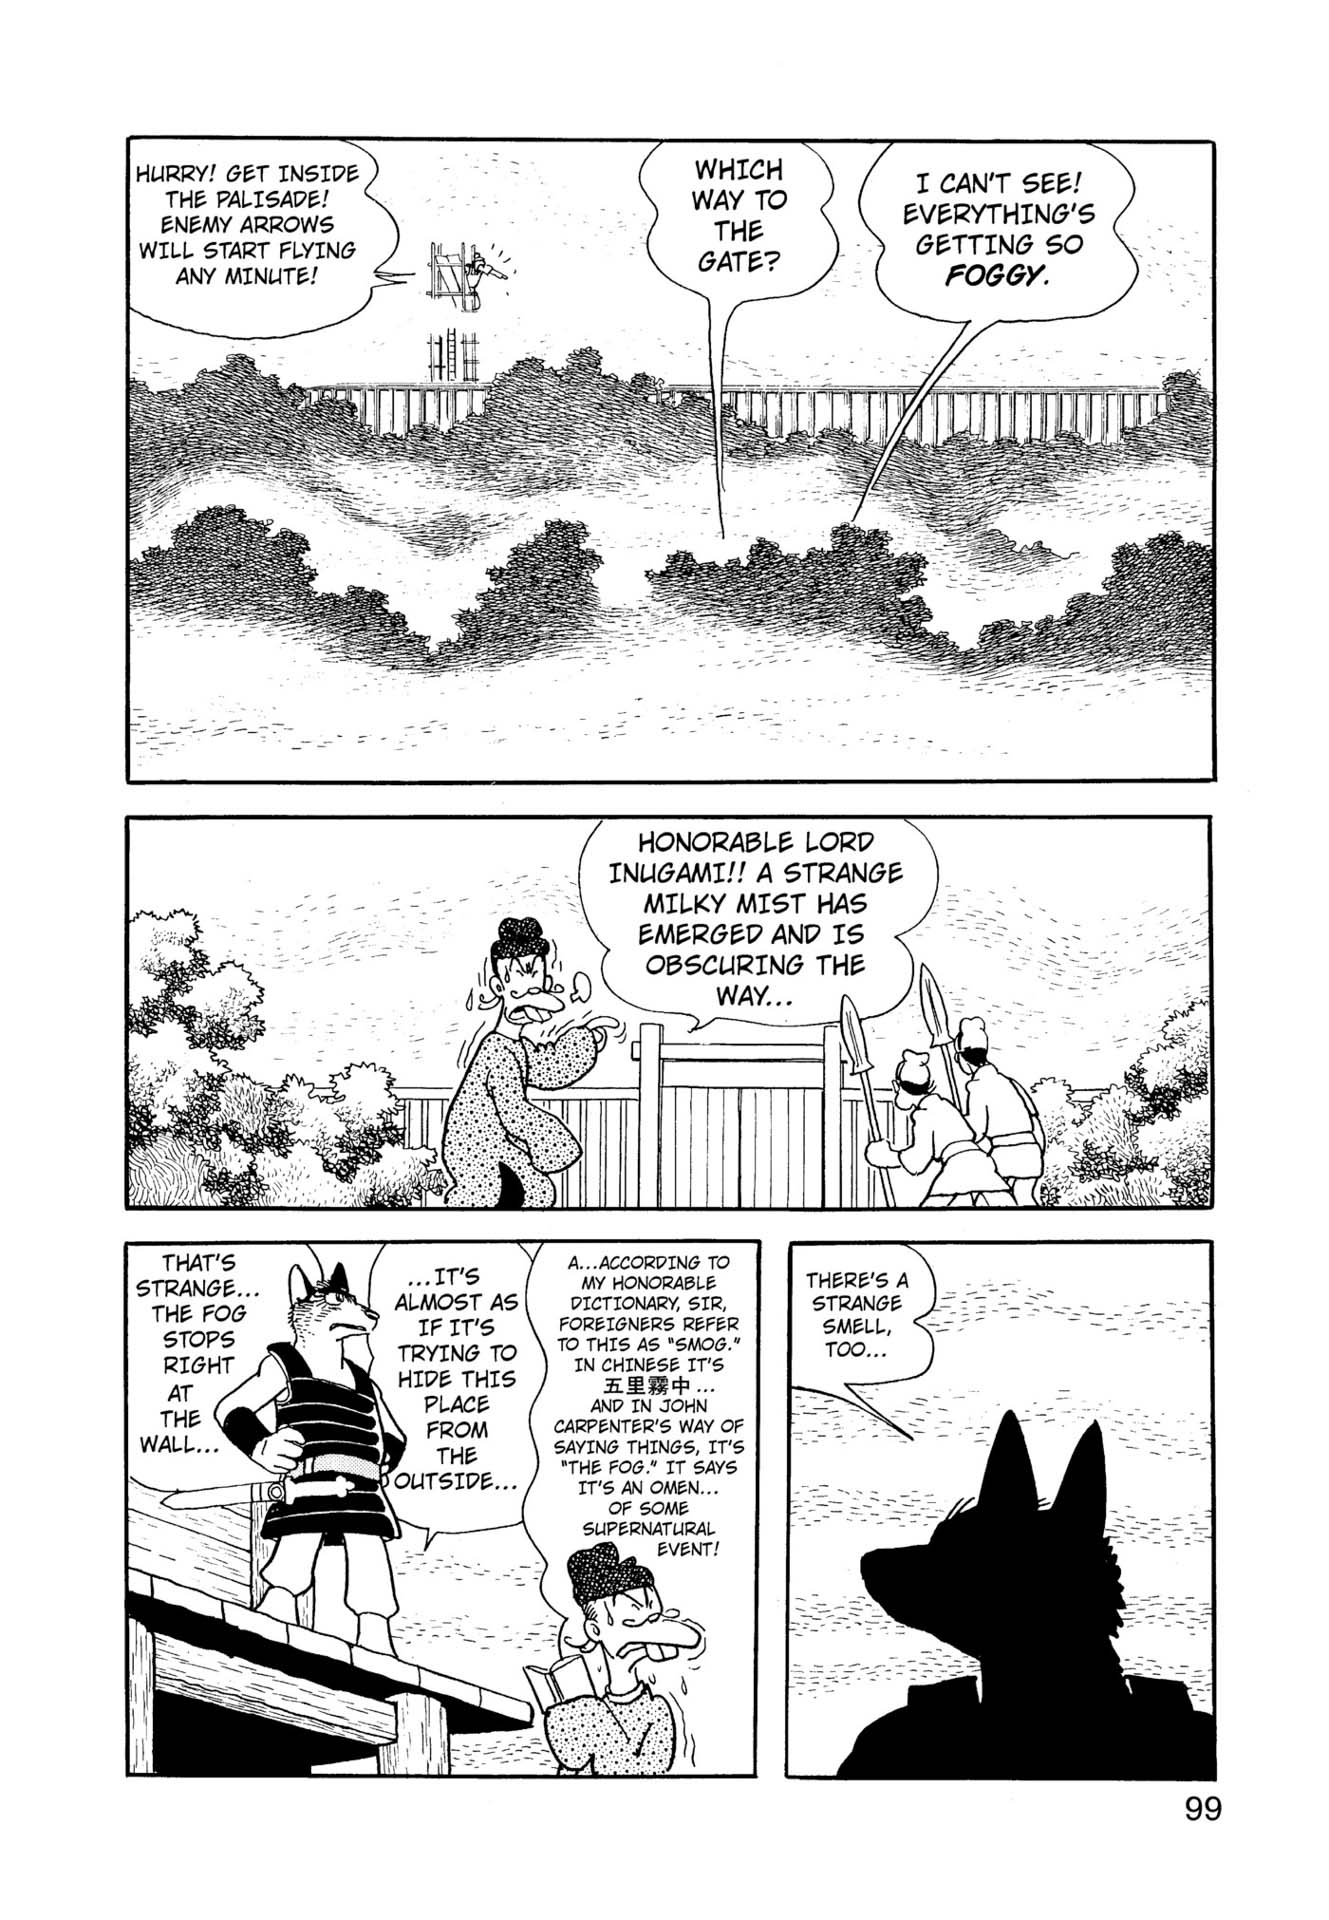 HURRY! GET INSIDE
THE PALISADE!
ENEMY ARROWS
WILL START FLYING
ANY MINUTE!
WHICH
WAY TO
THE
GATE?
I CAN'T SEE!
EVERYTHING'S
GETTING SO
FOGGY.
HONORABLE LORD
INUGAMI!! A STRANGE
MILKY MIST HAS
EMERGED AND IS
OBSCURING THE
WAY...
THAT'S
STRANGE...
THE FOG
STOPS
RIGHT
AT
THE
WALL...
...IT'S
ALMOST AS
IF IT'S
TRYING TO
HIDE THIS
PLACE
FROM
THE
OUTSIDE...
A...ACCORDING TO
MY HONORABLE
DICTIONARY, SIR,
FOREIGNERS REFER
TO THIS AS "SMOG."
IN CHINESE IT'S
五里霧中...
AND IN JOHN
CARPENTER'S WAY OF
SAYING THINGS, IT'S
"THE FOG." IT SAYS
IT'S AN OMEN...
OF SOME
SUPERNATURAL
EVENT!
THERE'S A
STRANGE
SMELL,
TOO...
99